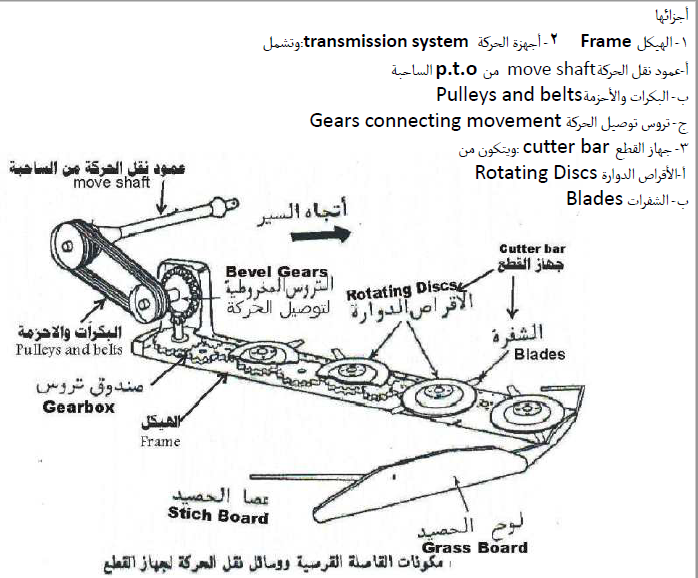 أجزائها
١- الهيكل Frame ٢- أجهزة الحركة transmission system: وتشمل
أ-عمود نقل الحركة move shaft من p.t.o الساحبة
ب- البكرات والأحزمة Pulleys and belts
ج- تروس توصيل الحركة Gears connecting movement
٣- جهاز القطع cutter bar: ويتكون من
أ-الأقراص الدوارة Rotating Discs
ب- الشفرات Blades
عمود نقل الحركة من الساحبة
move shaft
أتجاه السير
Cutter bar
جهاز القطع
Bevel Gears
التروس المخروطية
لتوصيل الحركة
Rotating Discs
الاقراص الدوارة
الشفرة
Blades
البكرات والاحزمة
Pulleys and belts
صندوق تروس
Gearbox
الهيكل
Frame
عصا الحصيد
Stich Board
لوح الحصيد
Grass Board
مكونات القاصلة القرصية ووسائل نقل الحركة لجهاز القطع